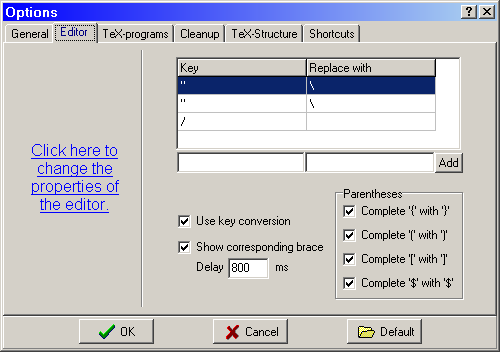 Options
General Editor TeX-programs Cleanup TeX-Structure Shortcuts
Key Replace with
" \
" \
/
Add
Click here to
change the
properties of
the editor.
Use key conversion
Show corresponding brace
Delay 800 ms
Parentheses
Complete '{' with '}'
Complete '(' with ')'
Complete '[' with ']'
Complete '$' with '$'
OK Cancel Default